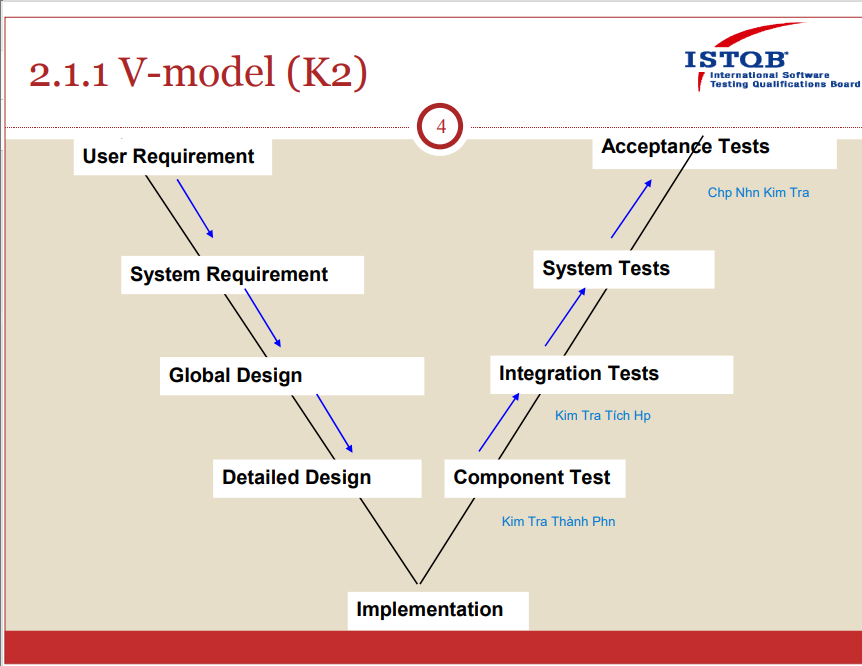 2.1.1 V-model (K2)
ISTQB®
International Software
Testing Qualifications Board
4
User Requirement
Acceptance Tests
Chp Nhn Kim Tra
System Requirement
System Tests
Global Design
Integration Tests
Kim Tra Tích Hp
Detailed Design
Component Test
Kim Tra Thành Phn
Implementation